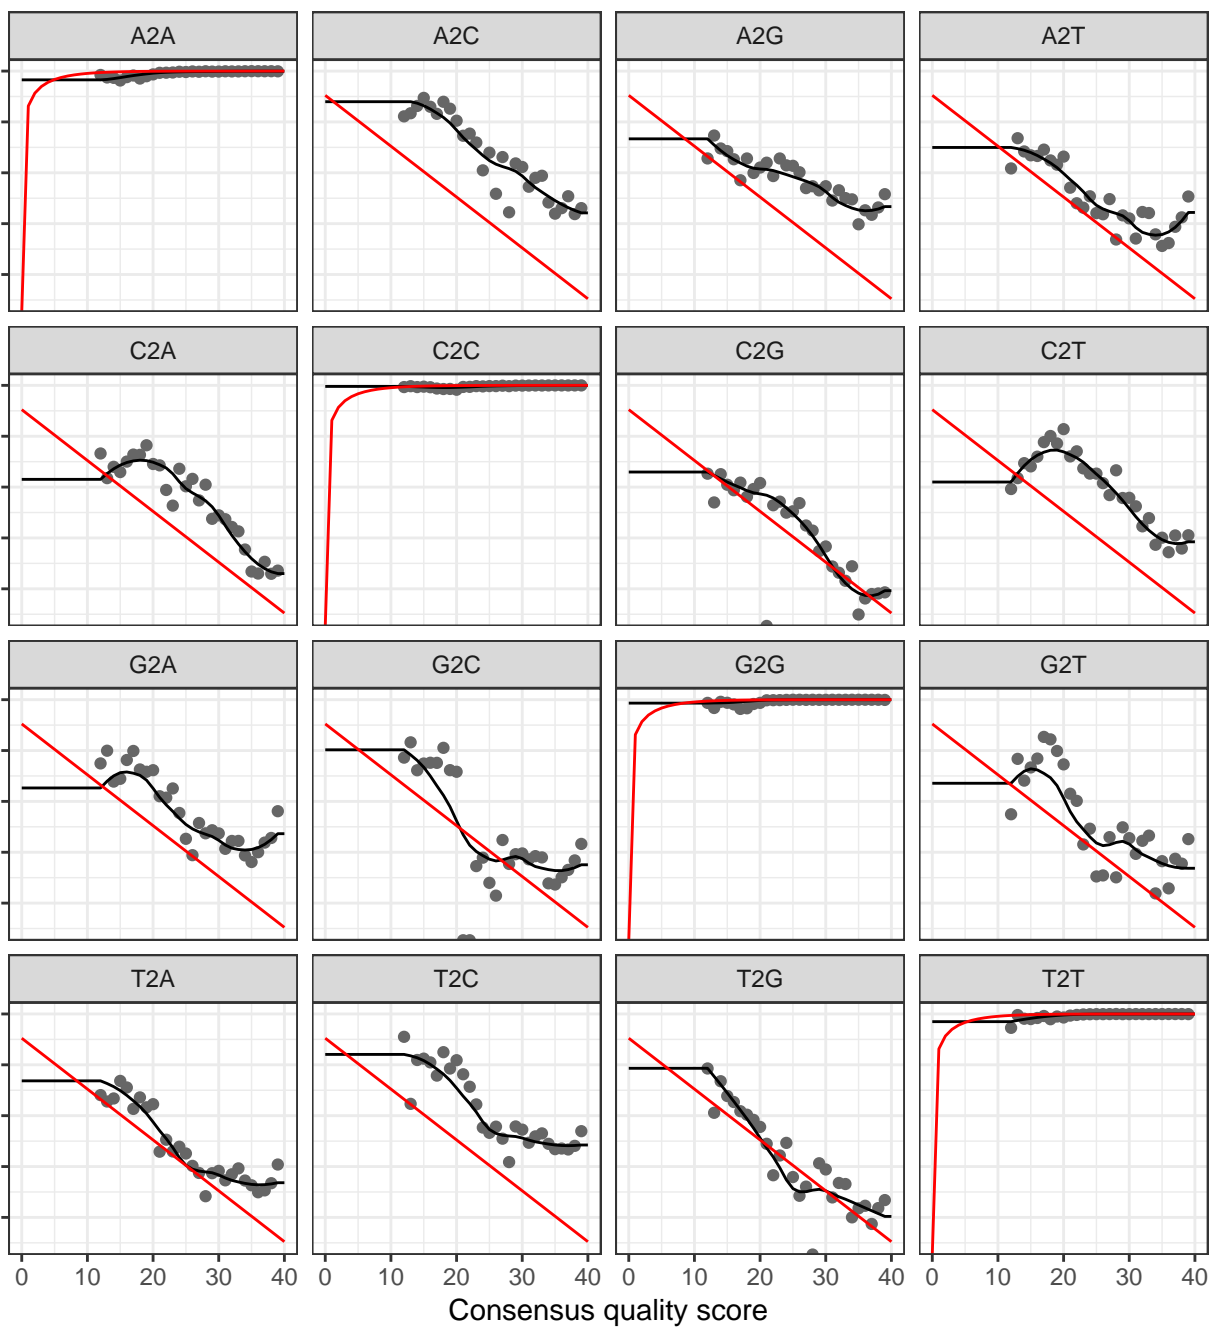 A2A A2C A2G A2T
C2A C2C C2G C2T
G2A G2C G2G G2T
T2A T2C T2G T2T
0 10 20 30 40 0 10 20 30 40 0 10 20 30 40 0 10 20 30 40
Consensus quality score